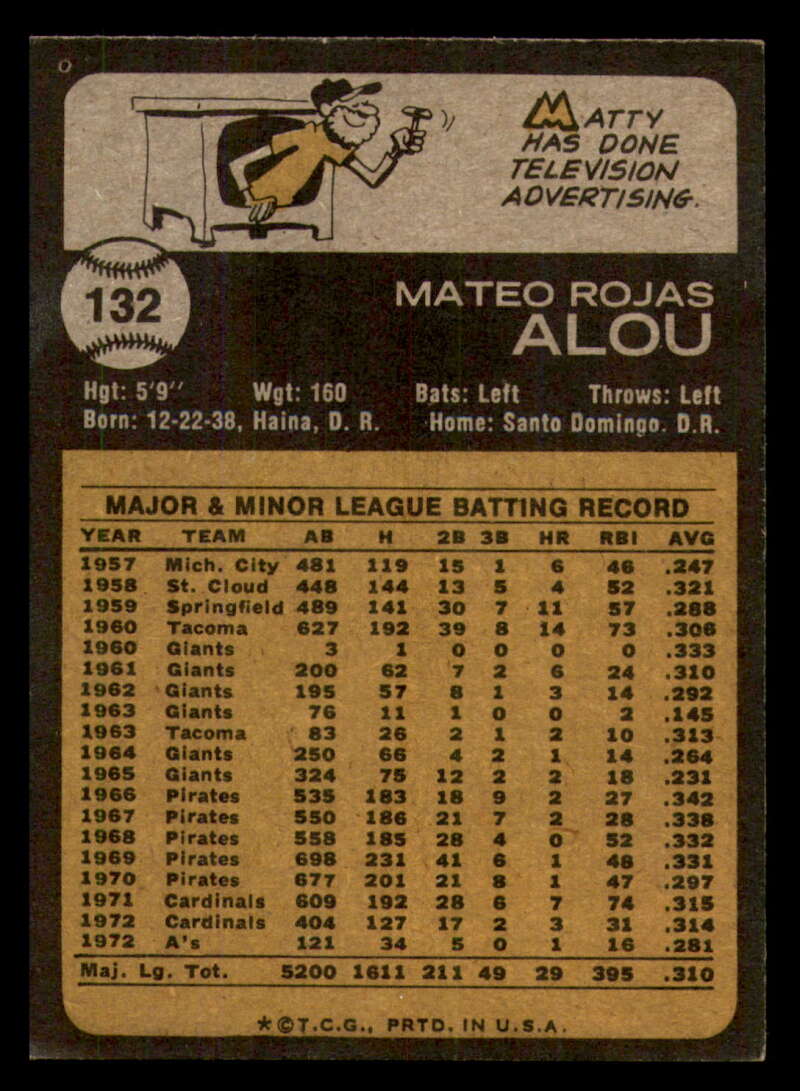 MATTY
HAS DONE
TELEVISION
ADVERTISING.
132
MATEO ROJAS
ALOU
Hgt: 5'9" Wgt: 160 Bats: Left Throws: Left
Born: 12-22-38, Haina, D. R. Home: Santo Domingo. D.R.
MAJOR & MINOR LEAGUE BATTING RECORD
YEAR TEAM AB H 2B 3B HR RBI AVG
1957 Mich. City 481 119 15 1 6 46 .247
1958 St. Cloud 448 144 13 5 4 52 .321
1959 Springfield 489 141 30 7 11 57 .288
1960 Tacoma 627 192 39 8 14 73 .306
1960 Giants 3 1 0 0 0 0 .333
1961 Giants 200 62 7 2 6 24 .310
1962 Giants 195 57 8 1 3 14 .292
1963 Giants 76 11 1 0 0 2 .145
1963 Tacoma 83 26 2 1 2 10 .313
1964 Giants 250 66 4 2 1 14 .264
1965 Giants 324 75 12 2 2 18 .231
1966 Pirates 535 183 18 9 2 27 .342
1967 Pirates 550 186 21 7 2 28 .338
1968 Pirates 558 185 28 4 0 52 .332
1969 Pirates 698 231 41 6 1 48 .331
1970 Pirates 677 201 21 8 1 47 .297
1971 Cardinals 609 192 28 6 7 74 .315
1972 Cardinals 404 127 17 2 3 31 .314
1972 A's 121 34 5 0 1 16 .281
Maj. Lg. Tot. 5200 1611 211 49 29 395 .310
*©T.C.G., PRTD. IN U.S.A.